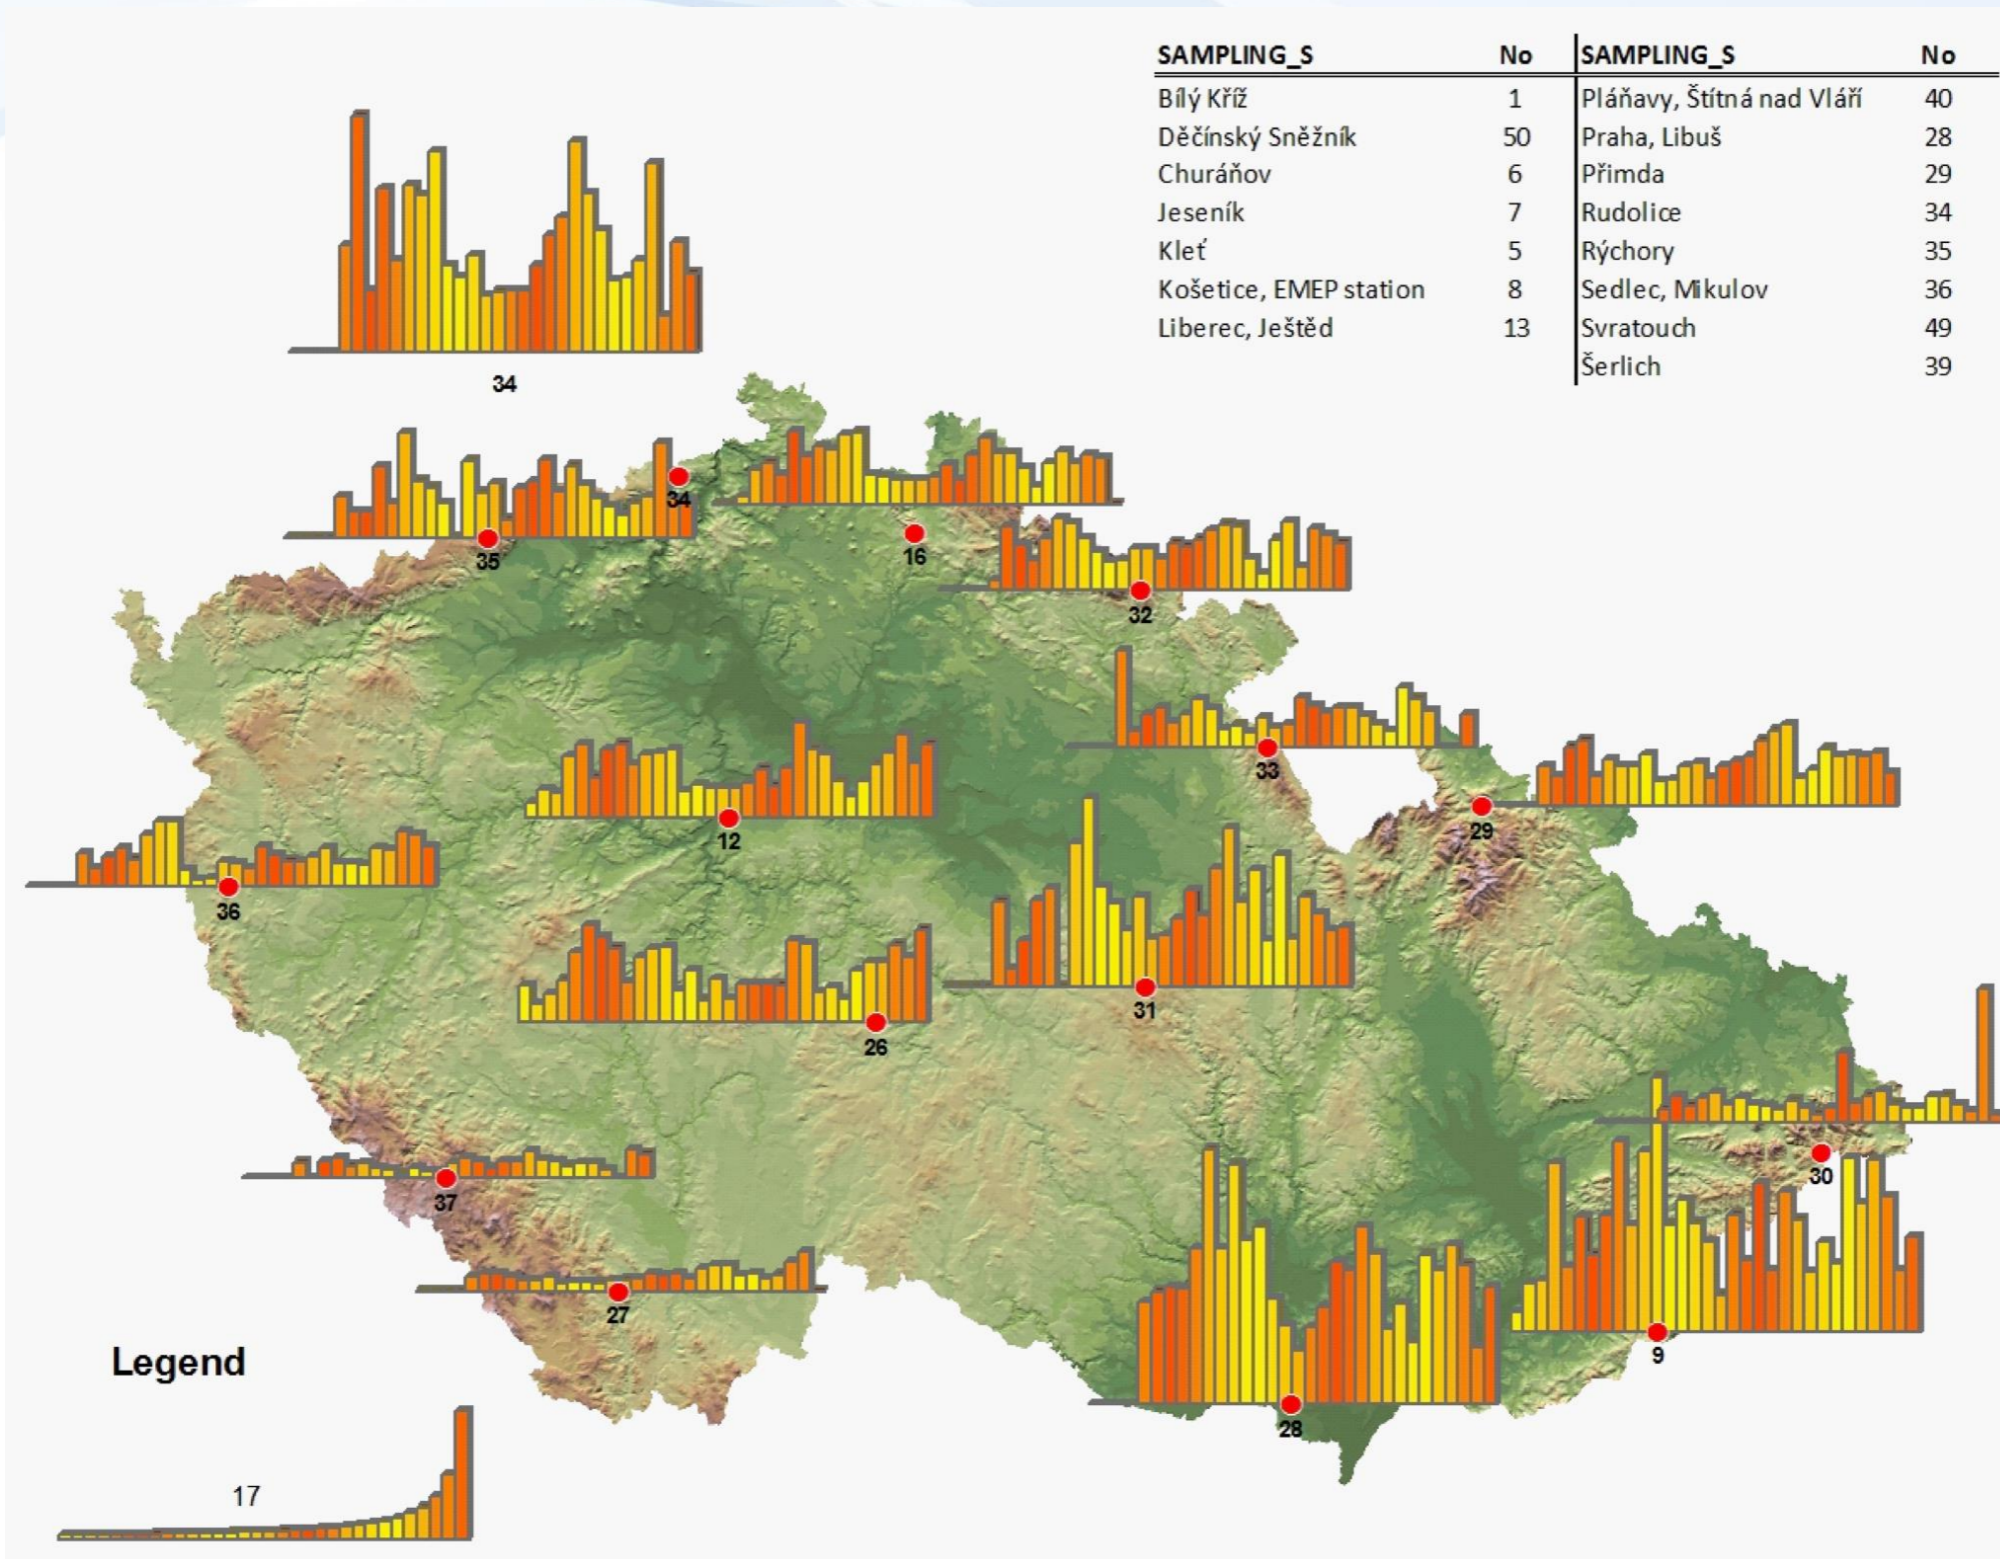 SAMPLING_S No SAMPLING_S No
Bílý Kříž 1 Pláňavy, Štítná nad Vláří 40
Děčínský Sněžník 50 Praha, Libuš 28
Churáňov 6 Přimda 29
Jeseník 7 Rudolice 34
Kleť 5 Rýchory 35
Košetice, EMEP station 8 Sedlec, Mikulov 36
Liberec, Ještěd 13 Svratouch 49
Šerlich 39
34
34
35
16
32
33
29
12
36
31
26
30
37
27
9
28
Legend
17